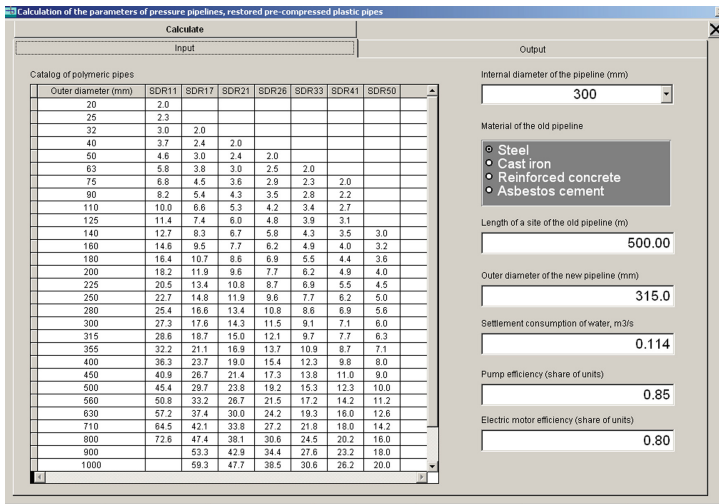 Calculation of the parameters of pressure pipelines, restored pre-compressed plastic pipes
Calculate
Input
Output
Catalog of polymeric pipes
Outer diameter (mm) SDR11 SDR17 SDR21 SDR26 SDR33 SDR41 SDR50
20 2.0
25 2.3
32 3.0 2.0
40 3.7 2.4 2.0
50 4.6 3.0 2.4 2.0
63 5.8 3.8 3.0 2.5 2.0
75 6.8 4.5 3.6 2.9 2.3 2.0
90 8.2 5.4 4.3 3.5 2.8 2.2
110 10.0 6.6 5.3 4.2 3.4 2.7
125 11.4 7.4 6.0 4.8 3.9 3.1
140 12.7 8.3 6.7 5.8 4.3 3.5 3.0
160 14.6 9.5 7.7 6.2 4.9 4.0 3.2
180 16.4 10.7 8.6 6.9 5.5 4.4 3.6
200 18.2 11.9 9.6 7.7 6.2 4.9 4.0
225 20.5 13.4 10.8 8.7 6.9 5.5 4.5
250 22.7 14.8 11.9 9.6 7.7 6.2 5.0
280 25.4 16.6 13.4 10.8 8.6 6.9 5.6
300 27.3 17.6 14.3 11.5 9.1 7.1 6.0
315 28.6 18.7 15.0 12.1 9.7 7.7 6.3
355 32.2 21.1 16.9 13.7 10.9 8.7 7.1
400 36.3 23.7 19.0 15.4 12.3 9.8 8.0
450 40.9 26.7 21.4 17.3 13.8 11.0 9.0
500 45.4 29.7 23.8 19.2 15.3 12.3 10.0
560 50.8 33.2 26.7 21.5 17.2 14.2 11.2
630 57.2 37.4 30.0 24.2 19.3 16.0 12.6
710 64.5 42.1 33.8 27.2 21.8 18.0 14.2
800 72.6 47.4 38.1 30.6 24.5 20.2 16.0
900 53.3 42.9 34.4 27.6 23.2 18.0
1000 59.3 47.7 38.5 30.6 26.2 20.0
Internal diameter of the pipeline (mm)
300
Material of the old pipeline
Steel
Cast iron
Reinforced concrete
Asbestos cement
Length of a site of the old pipeline (m)
500.00
Outer diameter of the new pipeline (mm)
315.0
Settlement consumption of water, m3/s
0.114
Pump efficiency (share of units)
0.85
Electric motor efficiency (share of units)
0.80